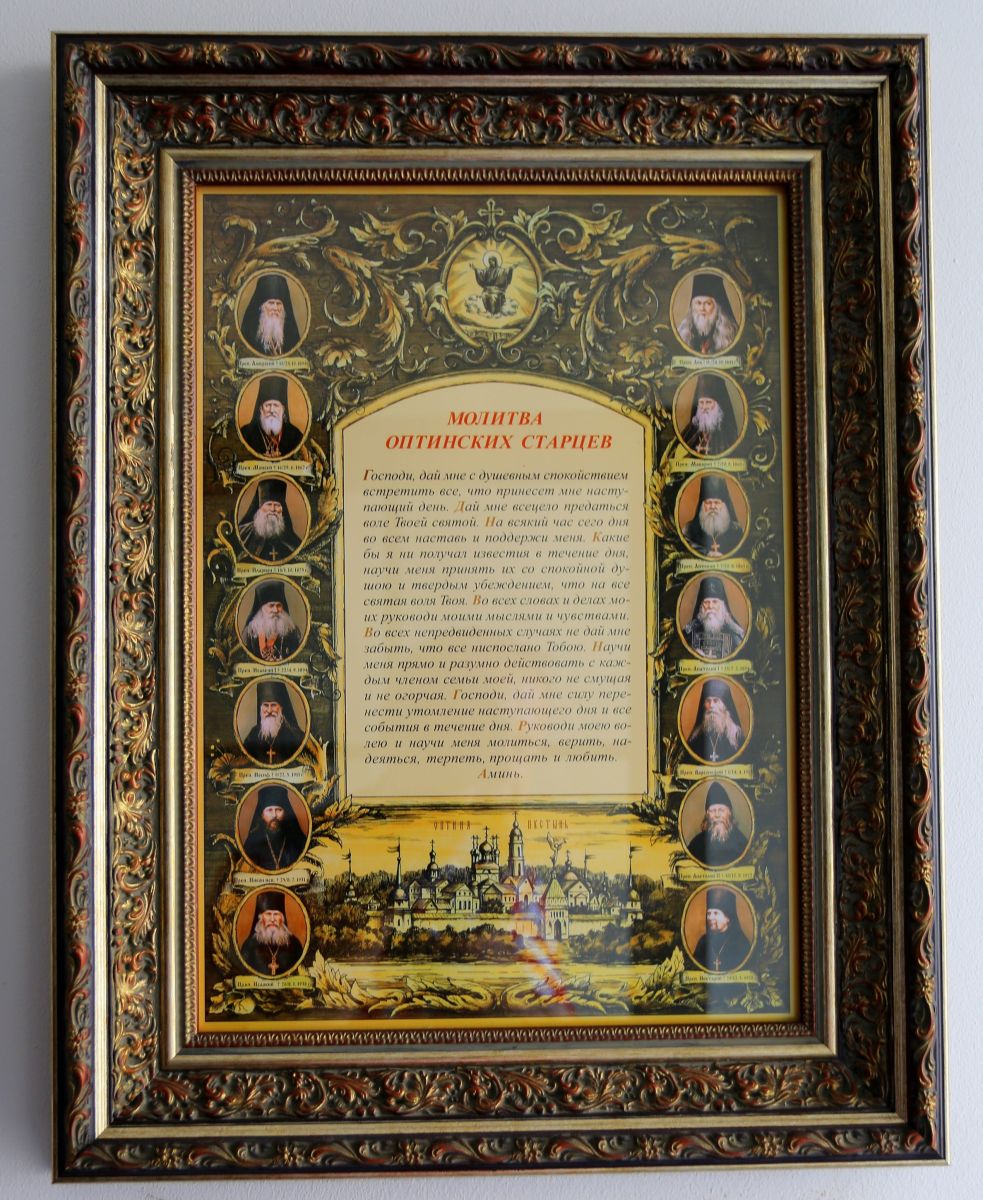 МОЛИТВА
ОПТИНСКИХ СТАРЦЕВ
Господи, дай мне с душевным спокойствием
встретить все, что принесет мне насту-
пающий день. Дай мне всецело предаться
воле Твоей святой. На всякий час сего дня
во всем наставь и поддержи меня. Какие
бы я ни получал известия в течение дня,
научи меня принять их со спокойной ду-
шою и твердым убеждением, что на все
святая воля Твоя. Во всех словах и делах мо-
их руководи моими мыслями и чувствами.
Во всех непредвиденных случаях не дай мне
забыть, что все ниспослано Тобою. Научи
меня прямо и разумно действовать с каж-
дым членом семьи моей, никого не смущая
и не огорчая. Господи, дай мне силу пере-
нести утомление наступающего дня и все
события в течение дня. Руководи моею во-
лею и научи меня молиться, верить, на-
деяться, терпеть, прощать и любить.
Аминь.
ОПТИНА ПУСТЫНЬ